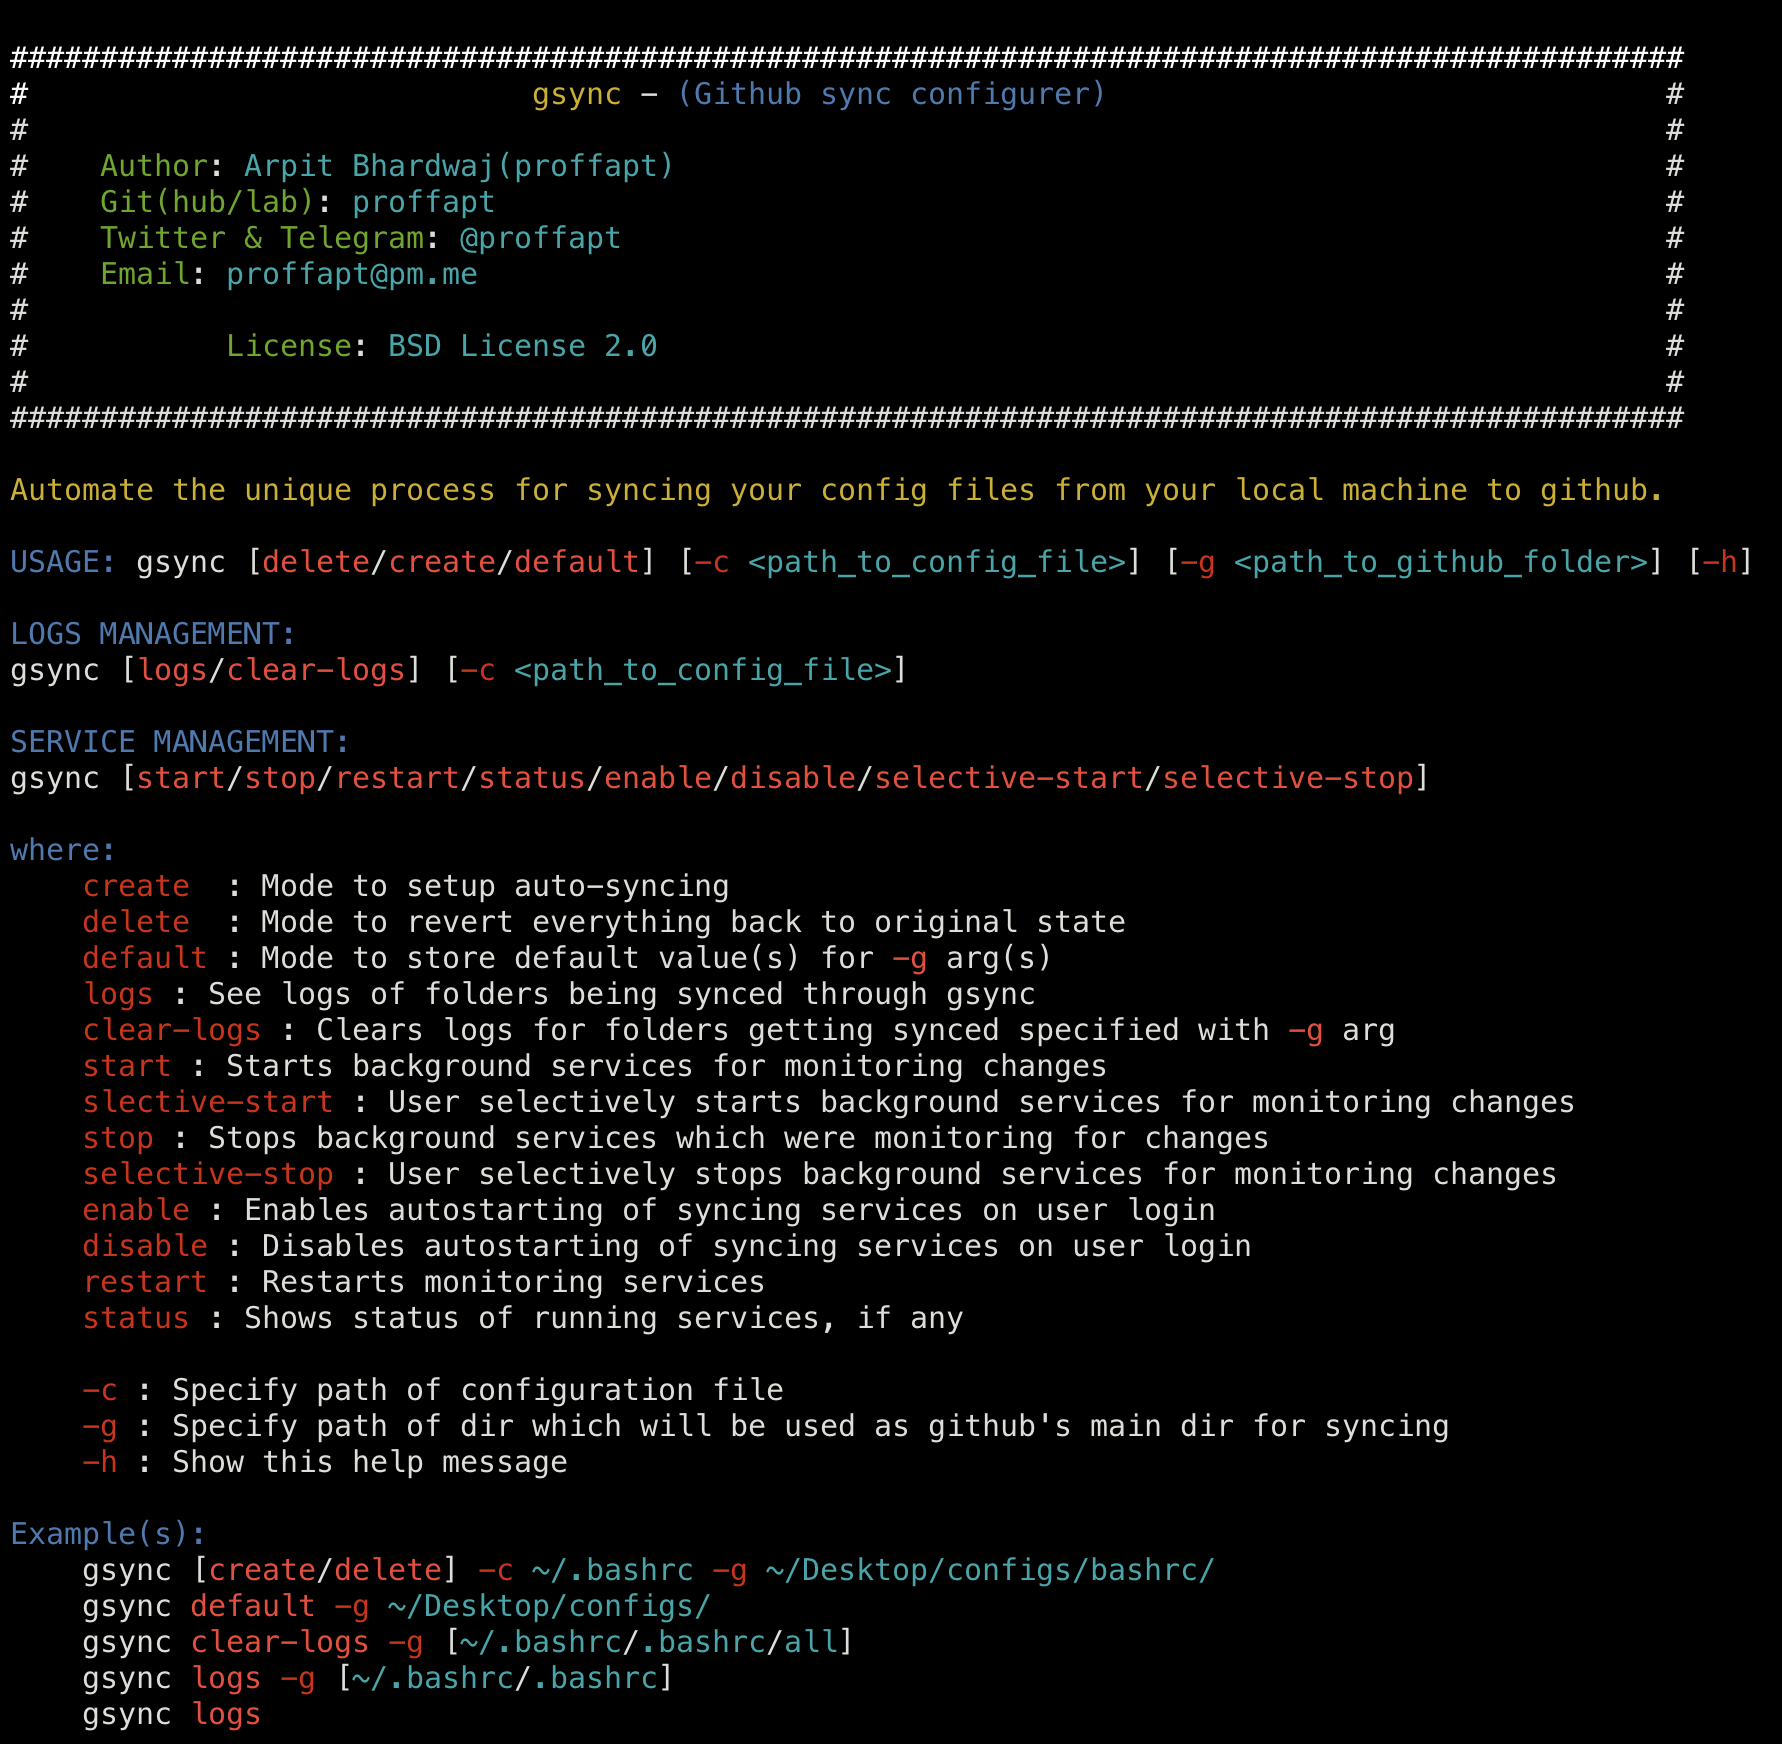 #############################################################################################
# gsync - (Github sync configurer) #
# #
# Author: Arpit Bhardwaj(proffapt) #
# Git(hub/lab): proffapt #
# Twitter & Telegram: @proffapt #
# Email: proffapt@pm.me #
# #
# License: BSD License 2.0 #
# #
#############################################################################################
Automate the unique process for syncing your config files from your local machine to github.
USAGE: gsync [delete/create/default] [-c <path_to_config_file>] [-g <path_to_github_folder>] [-h]
LOGS MANAGEMENT:
gsync [logs/clear-logs] [-c <path_to_config_file>]
SERVICE MANAGEMENT:
gsync [start/stop/restart/status/enable/disable/selective-start/selective-stop]
where:
create : Mode to setup auto-syncing
delete : Mode to revert everything back to original state
default : Mode to store default value(s) for -g arg(s)
logs : See logs of folders being synced through gsync
clear-logs : Clears logs for folders getting synced specified with -g arg
start : Starts background services for monitoring changes
slective-start : User selectively starts background services for monitoring changes
stop : Stops background services which were monitoring for changes
selective-stop : User selectively stops background services for monitoring changes
enable : Enables autostarting of syncing services on user login
disable : Disables autostarting of syncing services on user login
restart : Restarts monitoring services
status : Shows status of running services, if any
-c : Specify path of configuration file
-g : Specify path of dir which will be used as github's main dir for syncing
-h : Show this help message
Example(s):
gsync [create/delete] -c ~/.bashrc -g ~/Desktop/configs/bashrc/
gsync default -g ~/Desktop/configs/
gsync clear-logs -g [~/.bashrc/.bashrc/all]
gsync logs -g [~/.bashrc/.bashrc]
gsync logs